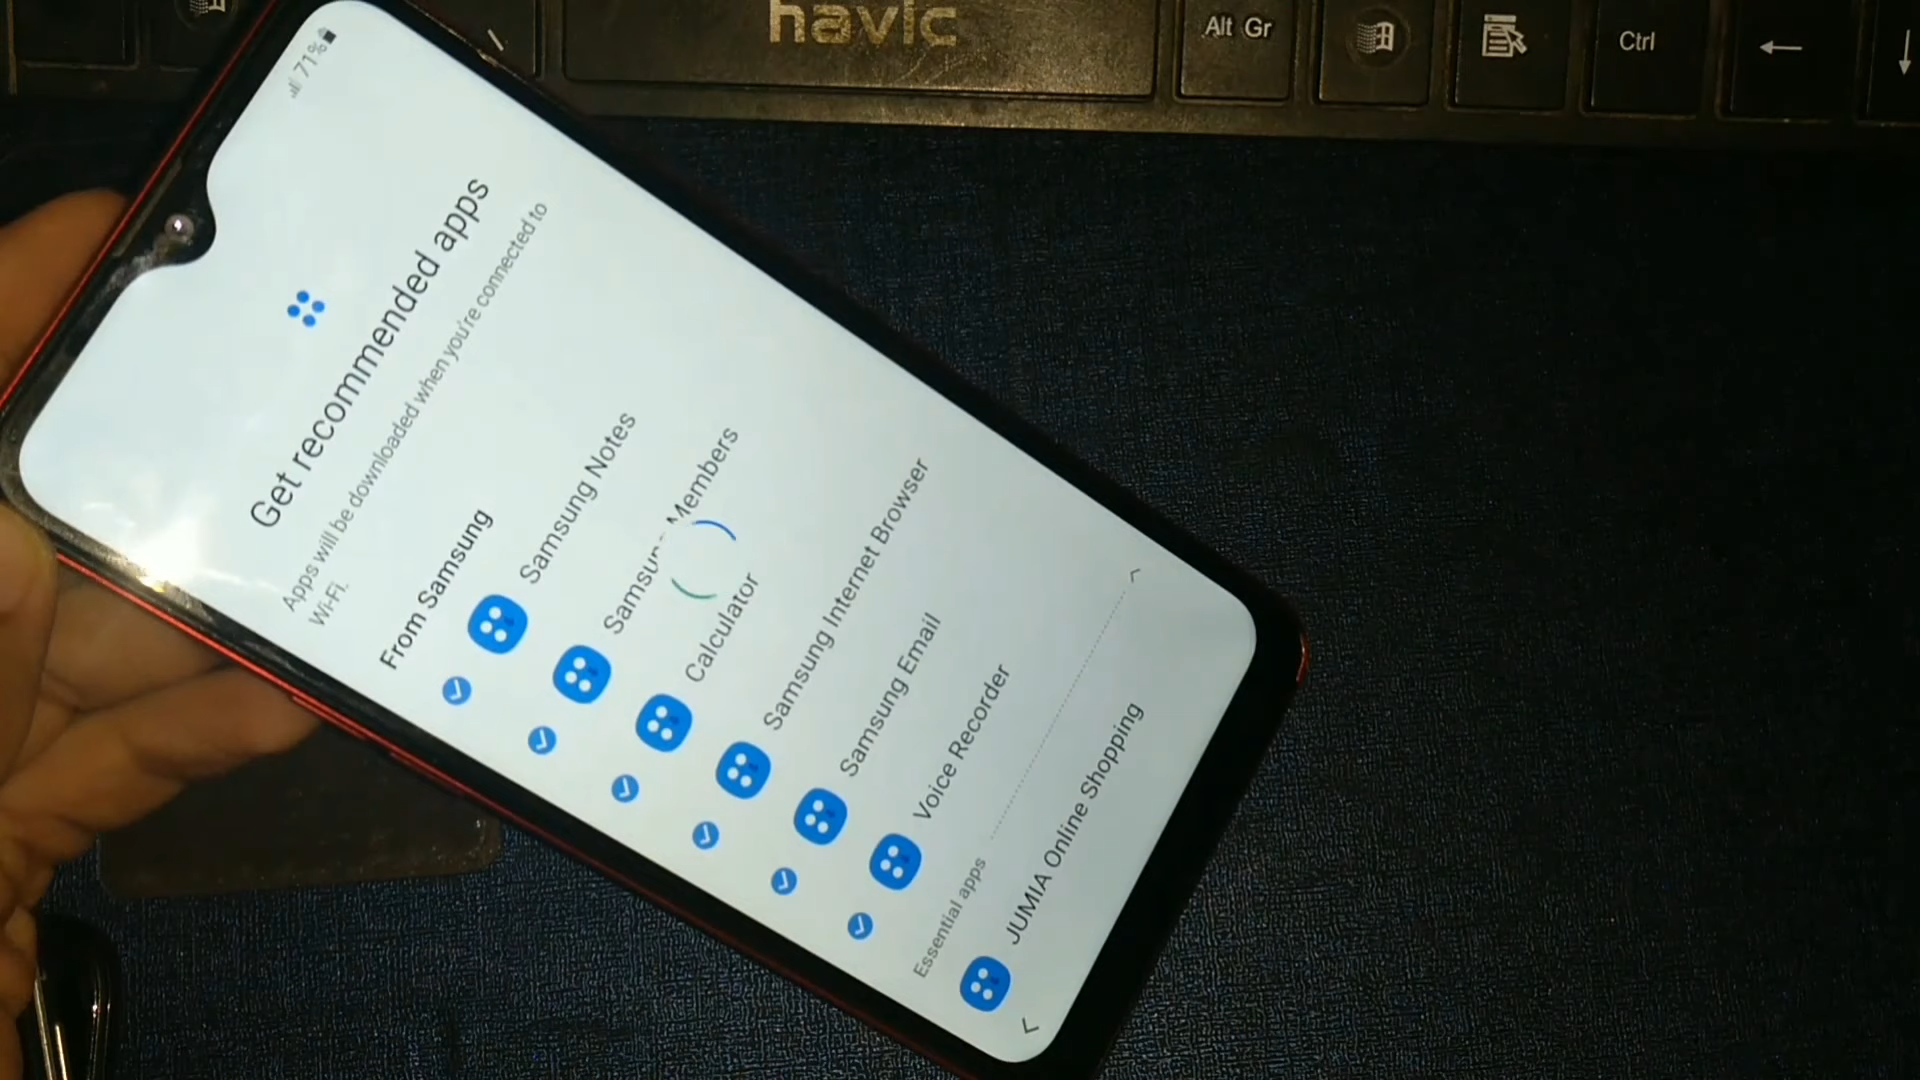 havic
Alt Gr
Ctrl
71%
Get recommended apps
Apps will be downloaded when you're connected to
Wi-Fi.
From Samsung
Samsung Notes
Samsung Members
Calculator
Samsung Internet Browser
Samsung Email
Voice Recorder
Essential apps
JUMIA Online Shopping